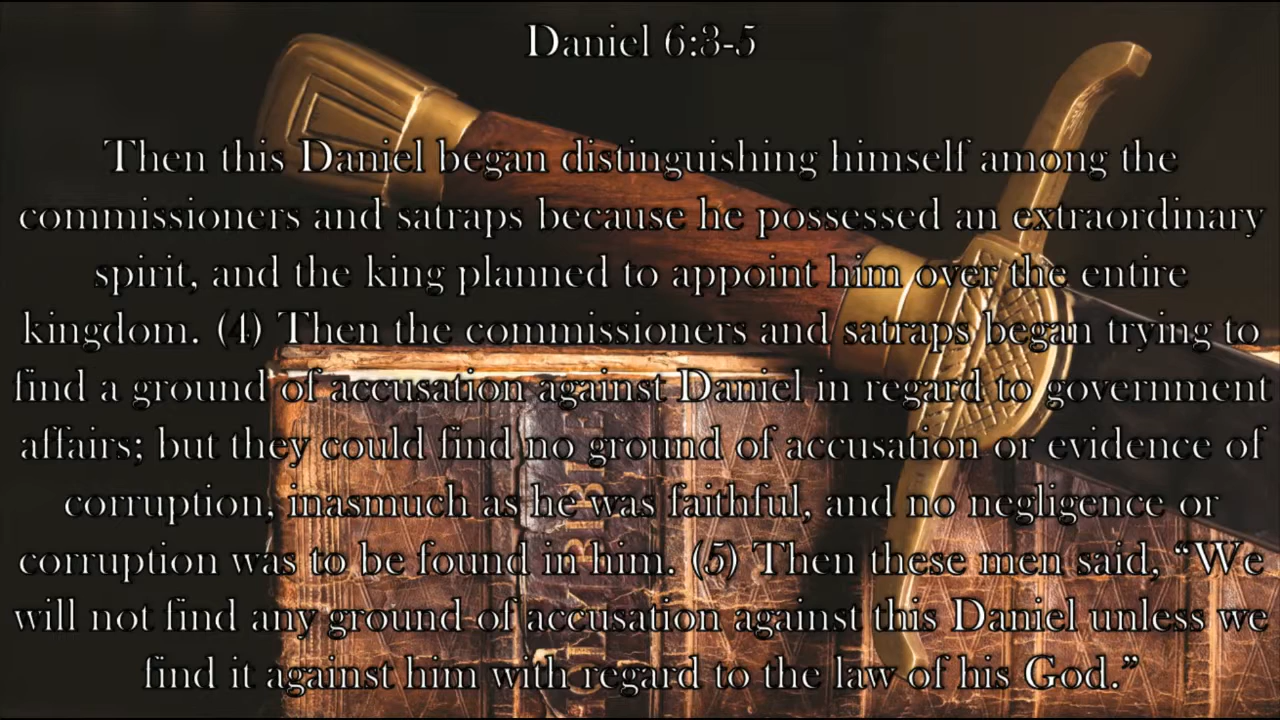 Daniel 6:3-5
Then this Daniel began distinguishing himself among the
commissioners and satraps because he possessed an extraordinary
spirit, and the king planned to appoint him over the entire
kingdom. (4) Then the commissioners and satraps began trying to
find a ground of accusation against Daniel in regard to government
affairs; but they could find no ground of accusation or evidence of
corruption, inasmuch as he was faithful, and no negligence or
corruption was to be found in him. (5) Then these men said, “We
will not find any ground of accusation against this Daniel unless we
find it against him with regard to the law of his God.”
BIBLE